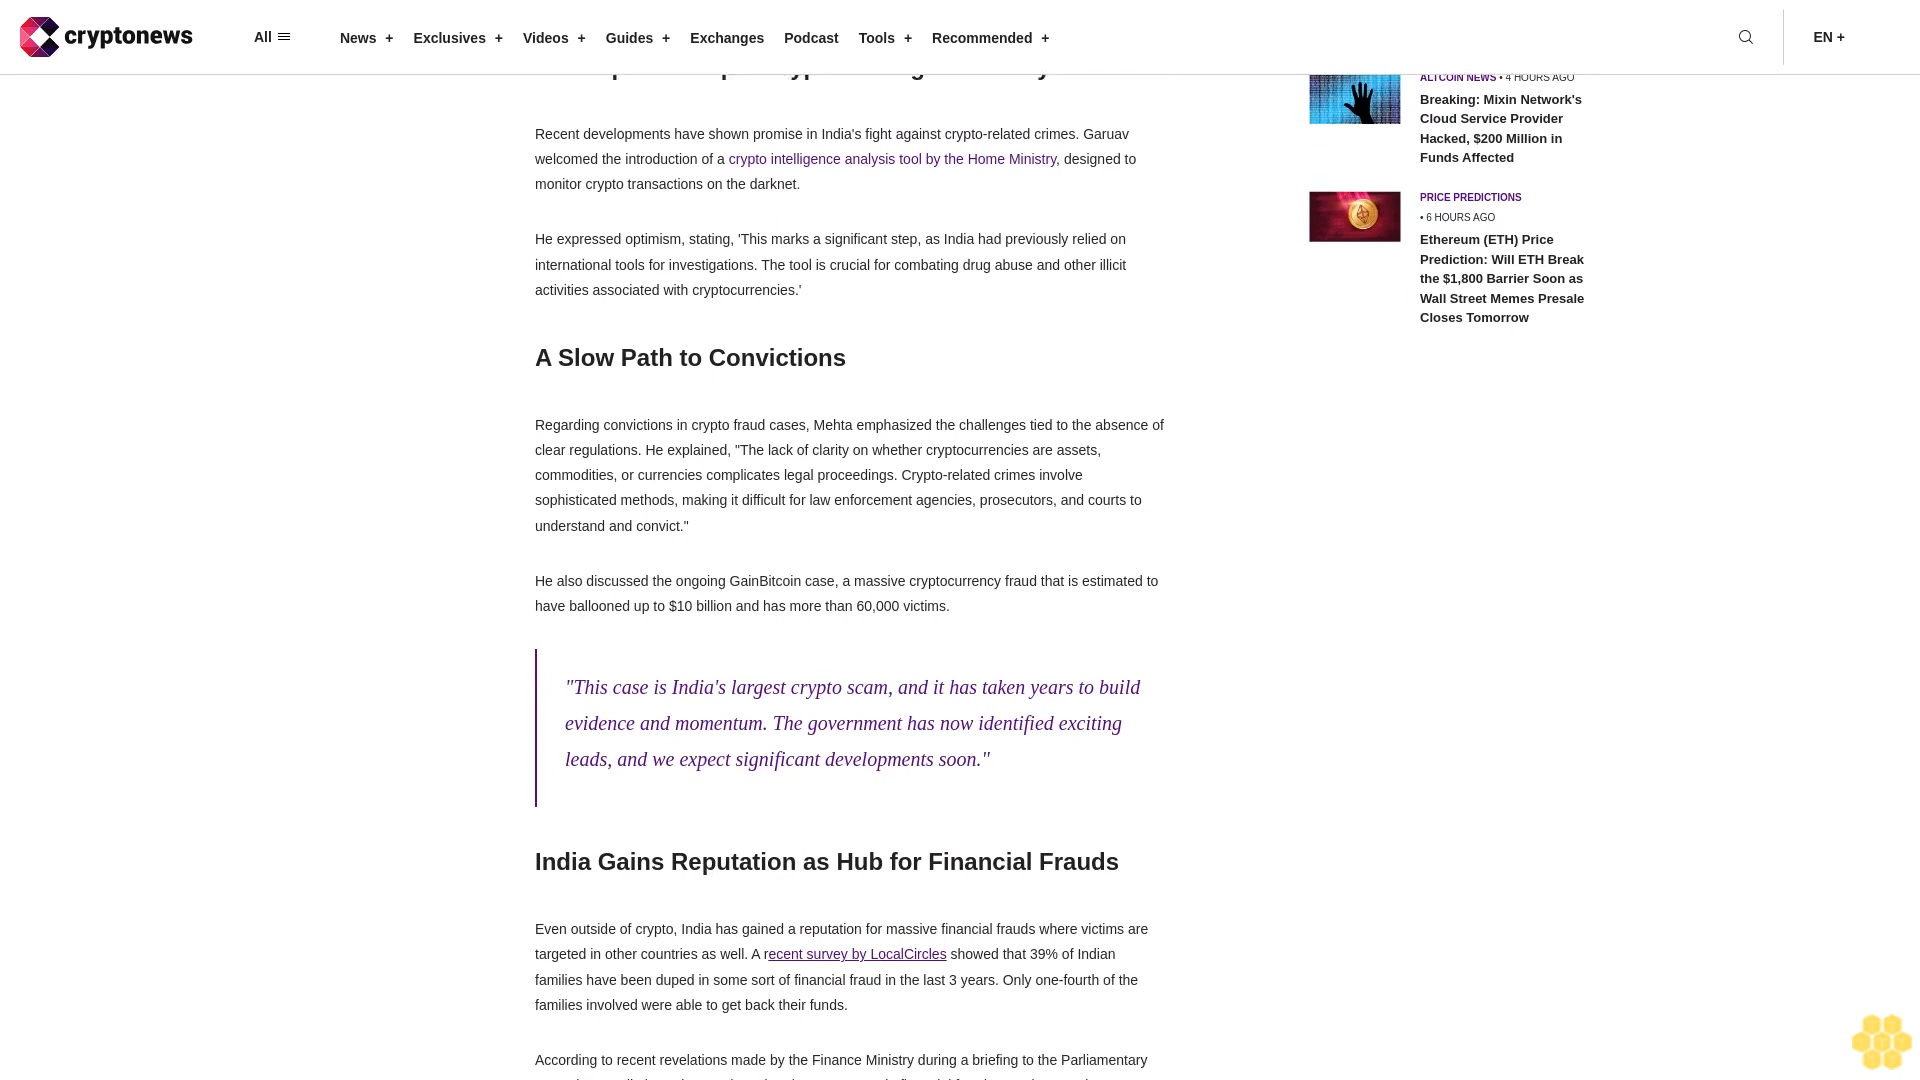 cryptonews
All
News +
Exclusives +
Videos +
Guides +
Exchanges
Podcast
Tools +
Recommended +
EN +
Recent developments have shown promise in India's fight against crypto-related crimes. Garuav
welcomed the introduction of a crypto intelligence analysis tool by the Home Ministry, designed to
monitor crypto transactions on the darknet.
He expressed optimism, stating, 'This marks a significant step, as India had previously relied on
international tools for investigations. The tool is crucial for combating drug abuse and other illicit
activities associated with cryptocurrencies.'
A Slow Path to Convictions
Regarding convictions in crypto fraud cases, Mehta emphasized the challenges tied to the absence of
clear regulations. He explained, "The lack of clarity on whether cryptocurrencies are assets,
commodities, or currencies complicates legal proceedings. Crypto-related crimes involve
sophisticated methods, making it difficult for law enforcement agencies, prosecutors, and courts to
understand and convict."
He also discussed the ongoing GainBitcoin case, a massive cryptocurrency fraud that is estimated to
have ballooned up to $10 billion and has more than 60,000 victims.
"This case is India's largest crypto scam, and it has taken years to build
evidence and momentum. The government has now identified exciting
leads, and we expect significant developments soon."
India Gains Reputation as Hub for Financial Frauds
Even outside of crypto, India has gained a reputation for massive financial frauds where victims are
targeted in other countries as well. A recent survey by LocalCircles showed that 39% of Indian
families have been duped in some sort of financial fraud in the last 3 years. Only one-fourth of the
families involved were able to get back their funds.
According to recent revelations made by the Finance Ministry during a briefing to the Parliamentary
ALTCOIN NEWS • 4 HOURS AGO
Breaking: Mixin Network's
Cloud Service Provider
Hacked, $200 Million in
Funds Affected
PRICE PREDICTIONS
• 6 HOURS AGO
Ethereum (ETH) Price
Prediction: Will ETH Break
the $1,800 Barrier Soon as
Wall Street Memes Presale
Closes Tomorrow